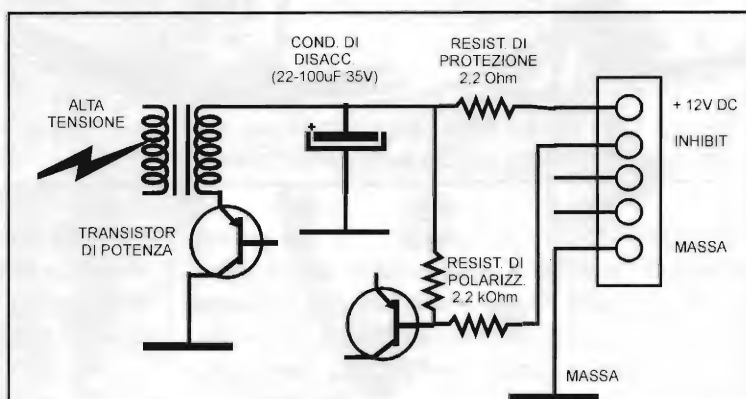 COND. DI
DISACC.
(22-100uF 35V)
RESIST. DI
PROTEZIONE
2.2 Ohm
ALTA
TENSIONE
+ 12V DC
INHIBIT
+
TRANSISTOR
DI POTENZA
RESIST. DI
POLARIZZ.
2.2 kOhm
MASSA
MASSA